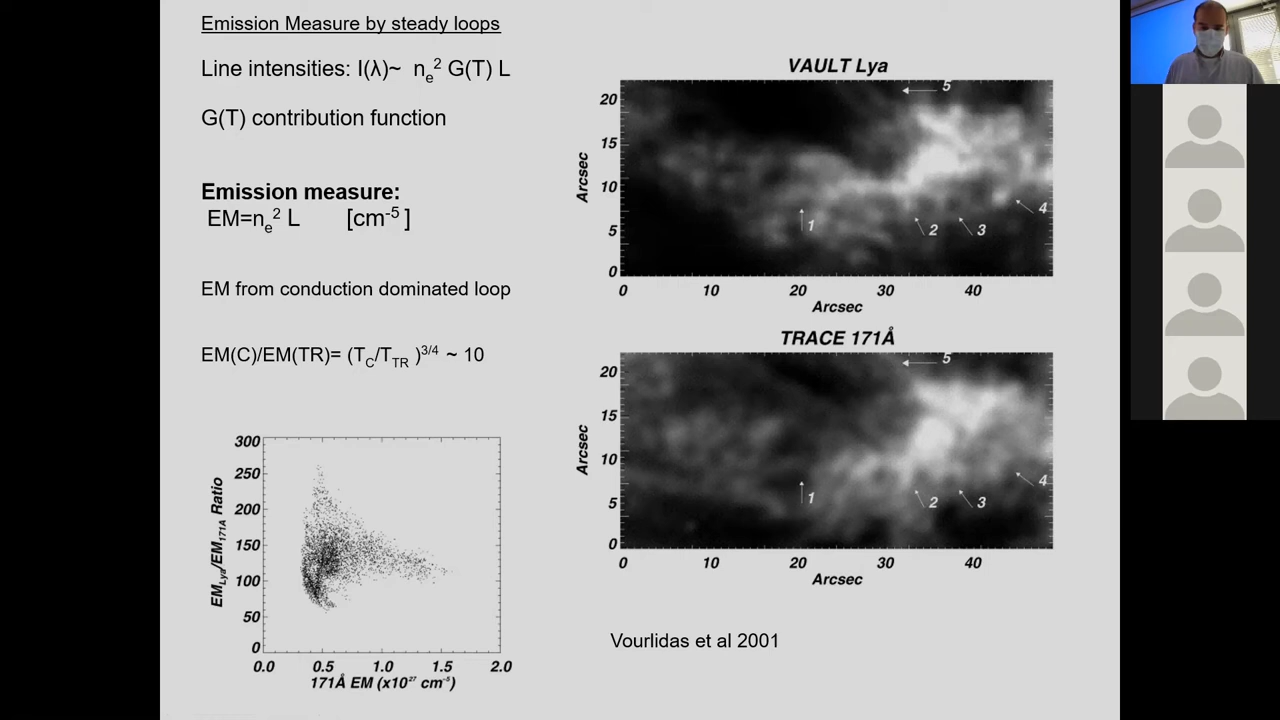 Emission Measure by steady loops
Line intensities: I(λ)~ nₑ² G(T) L
G(T) contribution function
Emission measure:
EM=nₑ² L [cm⁻⁵ ]
EM from conduction dominated loop
EM(C)/EM(TR)= (T_C/T_TR )³/⁴ ~ 10
300
250
200
150
100
50
0
EM_Lyα/EM_171A Ratio
0.0 0.5 1.0 1.5 2.0
171Å EM (x10²⁷ cm⁻⁵)
VAULT Lya
20
15
10
5
0
Arcsec
5
1
2
3
4
0 10 20 30 40
Arcsec
TRACE 171Å
20
15
10
5
0
Arcsec
5
1
2
3
4
0 10 20 30 40
Arcsec
Vourlidas et al 2001